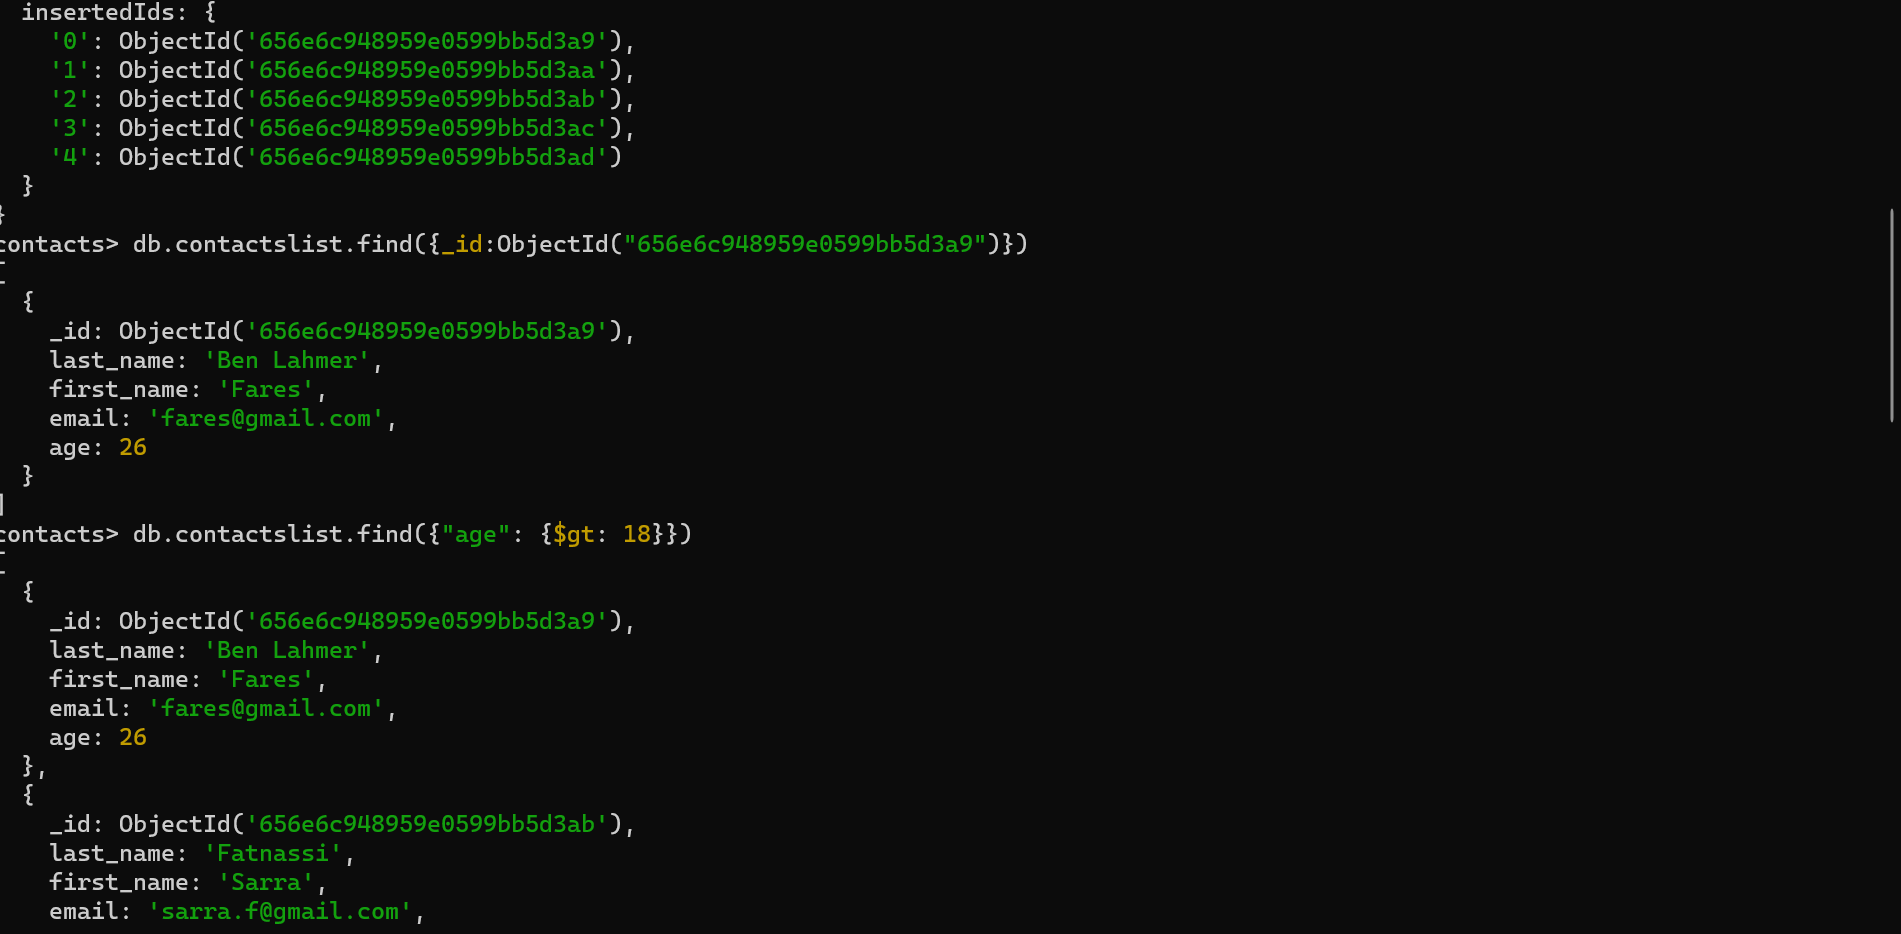 insertedIds: {
'0': ObjectId('656e6c948959e0599bb5d3a9'),
'1': ObjectId('656e6c948959e0599bb5d3aa'),
'2': ObjectId('656e6c948959e0599bb5d3ab'),
'3': ObjectId('656e6c948959e0599bb5d3ac'),
'4': ObjectId('656e6c948959e0599bb5d3ad')
}
}
contacts> db.contactslist.find({_id:ObjectId("656e6c948959e0599bb5d3a9")})
[
{
_id: ObjectId('656e6c948959e0599bb5d3a9'),
last_name: 'Ben Lahmer',
first_name: 'Fares',
email: 'fares@gmail.com',
age: 26
}
]
contacts> db.contactslist.find({"age": {$gt: 18}})
[
{
_id: ObjectId('656e6c948959e0599bb5d3a9'),
last_name: 'Ben Lahmer',
first_name: 'Fares',
email: 'fares@gmail.com',
age: 26
},
{
_id: ObjectId('656e6c948959e0599bb5d3ab'),
last_name: 'Fatnassi',
first_name: 'Sarra',
email: 'sarra.f@gmail.com',